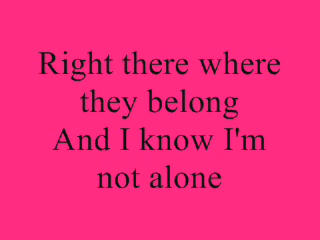 Right there where
they belong
And I know I'm
not alone